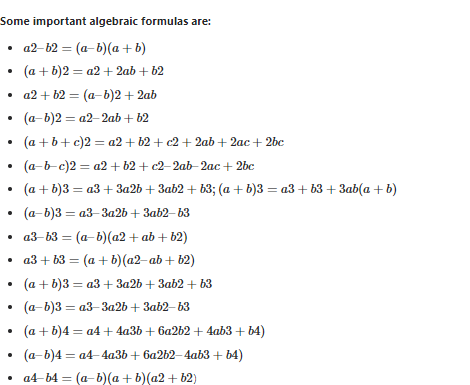 Some important algebraic formulas are:
• a2–b2 = (a–b)(a + b)
• (a + b)2 = a2 + 2ab + b2
• a2 + b2 = (a–b)2 + 2ab
• (a–b)2 = a2–2ab + b2
• (a + b + c)2 = a2 + b2 + c2 + 2ab + 2ac + 2bc
• (a–b–c)2 = a2 + b2 + c2–2ab–2ac + 2bc
• (a + b)3 = a3 + 3a2b + 3ab2 + b3; (a + b)3 = a3 + b3 + 3ab(a + b)
• (a–b)3 = a3–3a2b + 3ab2–b3
• a3–b3 = (a–b)(a2 + ab + b2)
• a3 + b3 = (a + b)(a2–ab + b2)
• (a + b)3 = a3 + 3a2b + 3ab2 + b3
• (a–b)3 = a3–3a2b + 3ab2–b3
• (a + b)4 = a4 + 4a3b + 6a2b2 + 4ab3 + b4)
• (a–b)4 = a4–4a3b + 6a2b2–4ab3 + b4)
• a4–b4 = (a–b)(a + b)(a2 + b2)